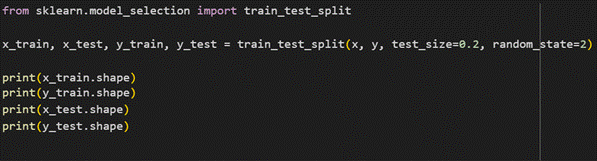 from sklearn.model_selection import train_test_split
x_train, x_test, y_train, y_test = train_test_split(x, y, test_size=0.2, random_state=2)
print(x_train.shape)
print(y_train.shape)
print(x_test.shape)
print(y_test.shape)